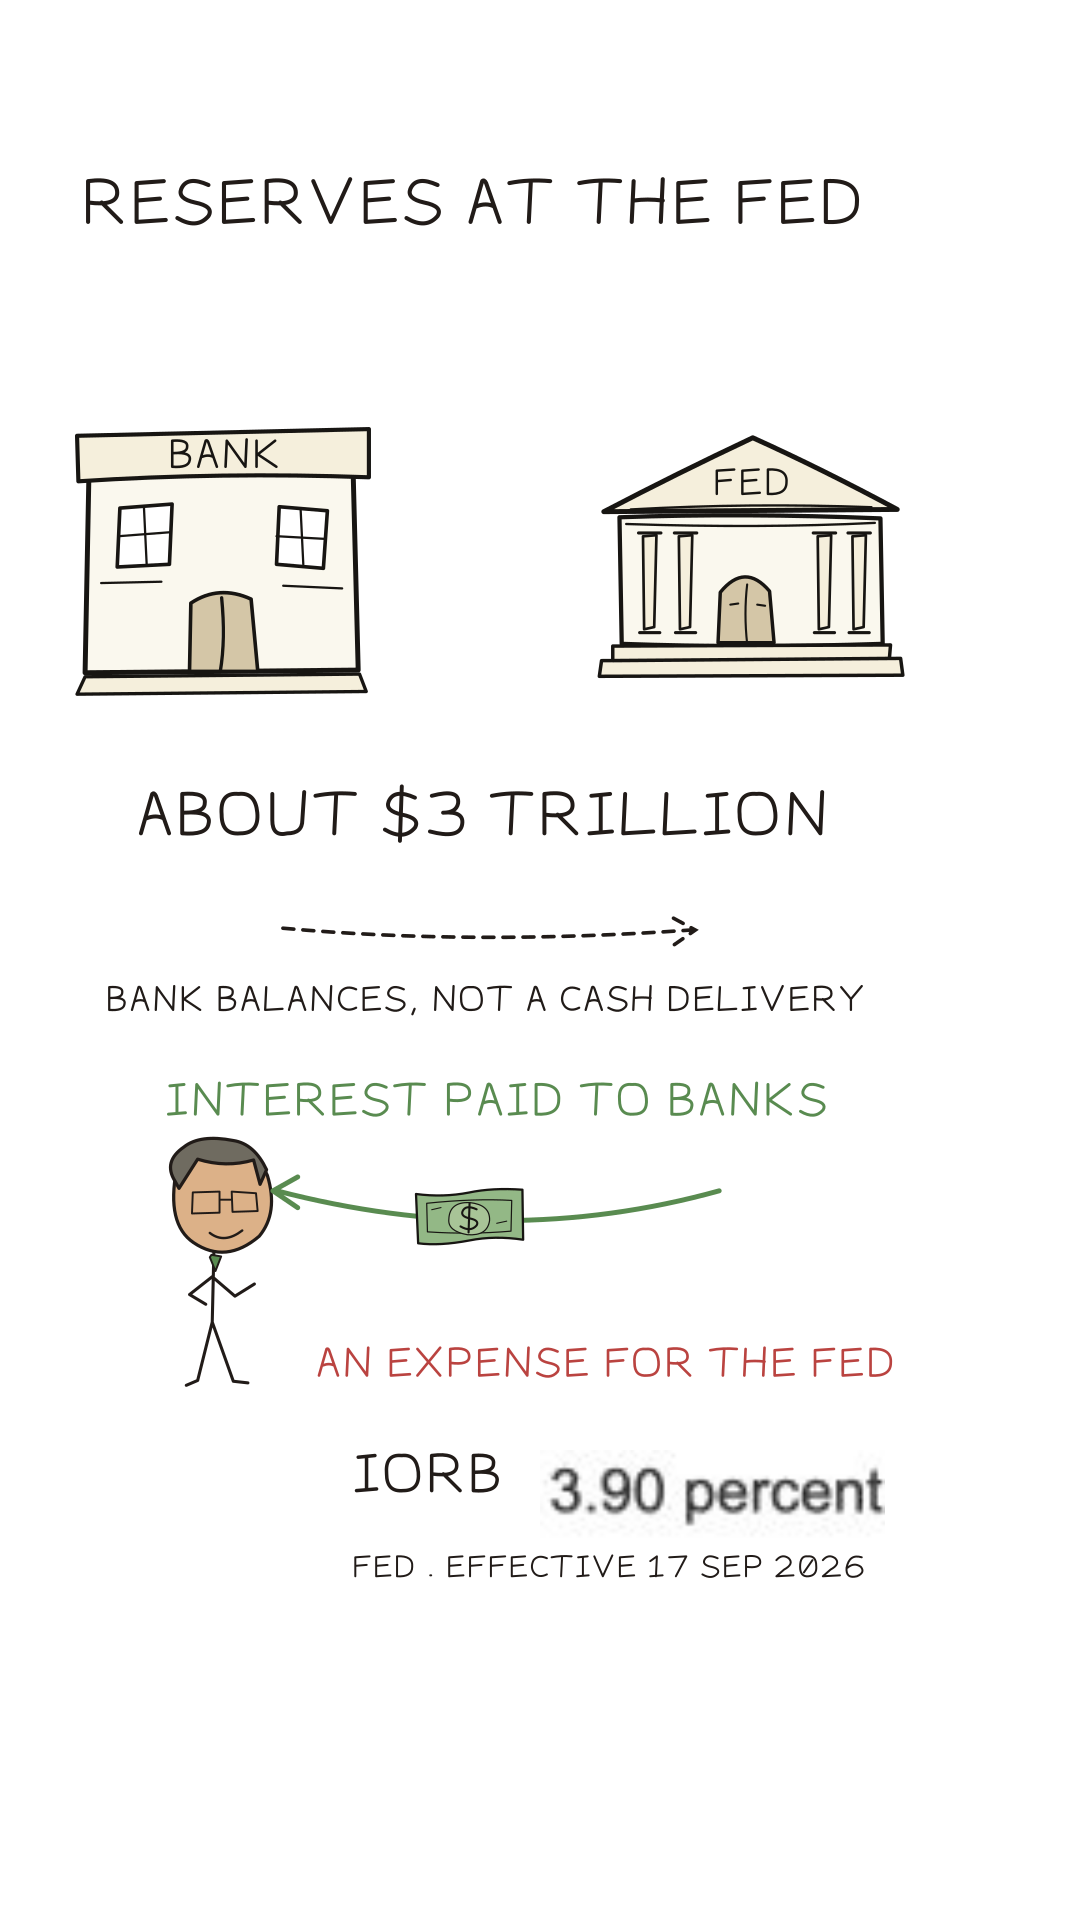 RESERVES AT THE FED
BANK
FED
ABOUT $3 TRILLION
BANK BALANCES, NOT A CASH DELIVERY
INTEREST PAID TO BANKS
$
AN EXPENSE FOR THE FED
IORB 3.90 percent
FED . EFFECTIVE 17 SEP 2026